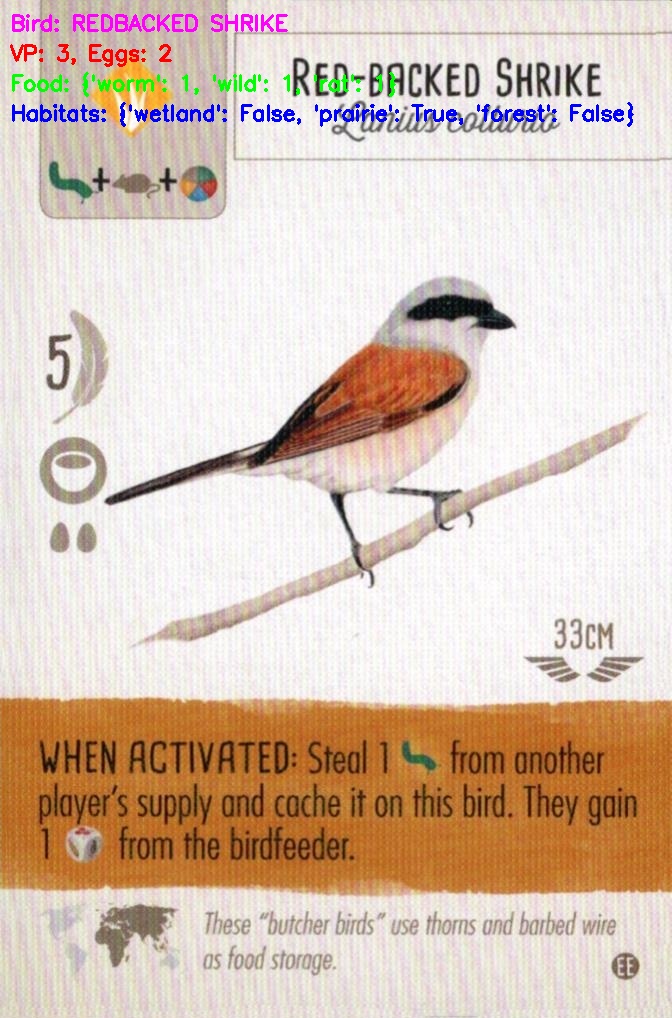 Bird: REDBACKED SHRIKE
VP: 3, Eggs: 2
Food: {'worm': 1, 'wild': 1, 'rat': 1}
Habitats: {'wetland': False, 'prairie': True, 'forest': False}
RED-BACKED SHRIKE
Lanius collurio
+ +
5
33CM
WHEN ACTIVATED: Steal 1 from another
player's supply and cache it on this bird. They gain
1 from the birdfeeder.
These "butcher birds" use thorns and barbed wire
as food storage.
EE